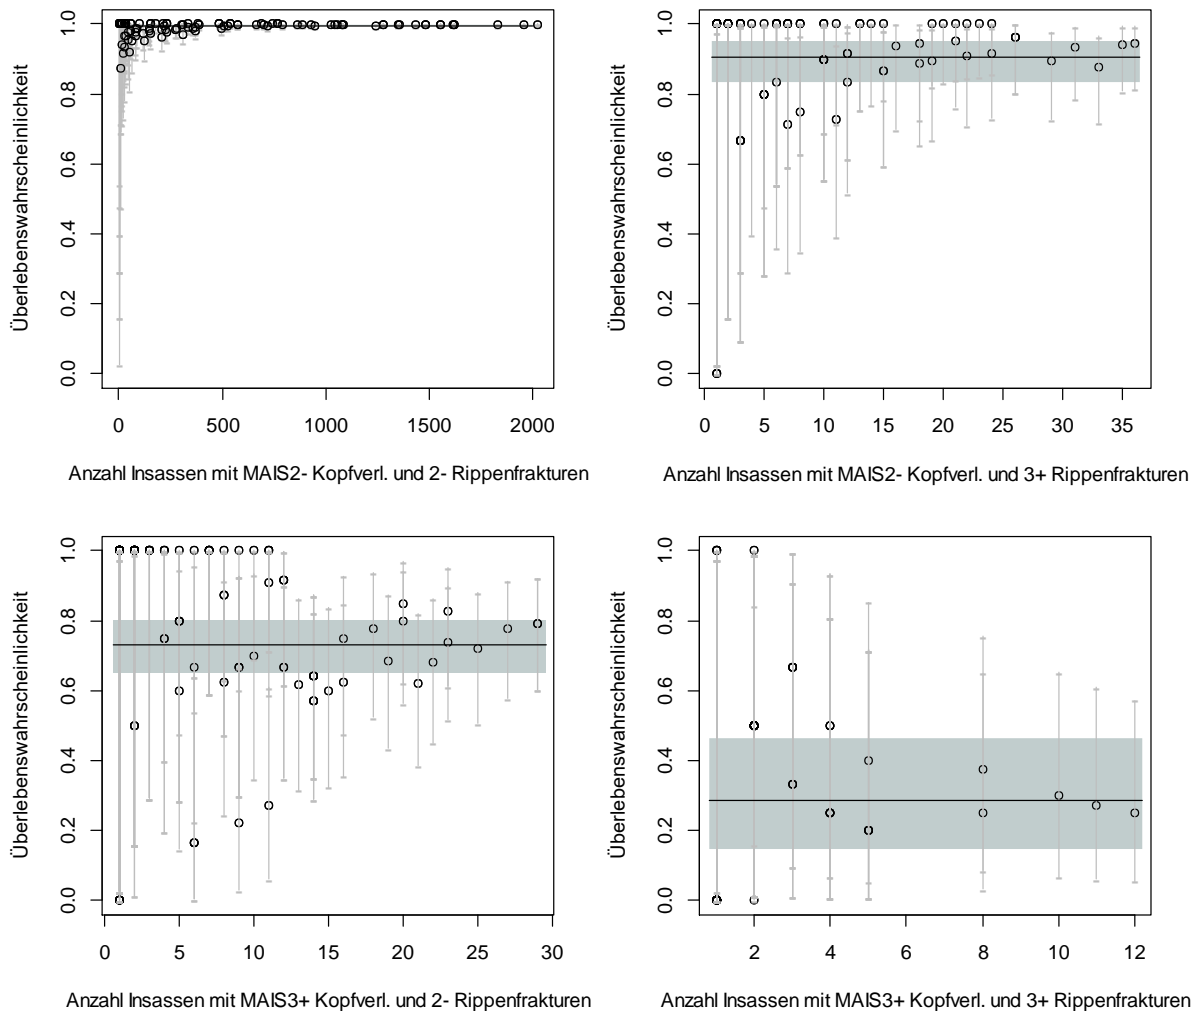 Überlebenswahrscheinlichkeit
0.0 0.2 0.4 0.6 0.8 1.0
0 500 1000 1500 2000
Anzahl Insassen mit MAIS2- Kopfverl. und 2- Rippenfrakturen
Überlebenswahrscheinlichkeit
0.0 0.2 0.4 0.6 0.8 1.0
0 5 10 15 20 25 30 35
Anzahl Insassen mit MAIS2- Kopfverl. und 3+ Rippenfrakturen
Überlebenswahrscheinlichkeit
0.0 0.2 0.4 0.6 0.8 1.0
0 5 10 15 20 25 30
Anzahl Insassen mit MAIS3+ Kopfverl. und 2- Rippenfrakturen
Überlebenswahrscheinlichkeit
0.0 0.2 0.4 0.6 0.8 1.0
2 4 6 8 10 12
Anzahl Insassen mit MAIS3+ Kopfverl. und 3+ Rippenfrakturen